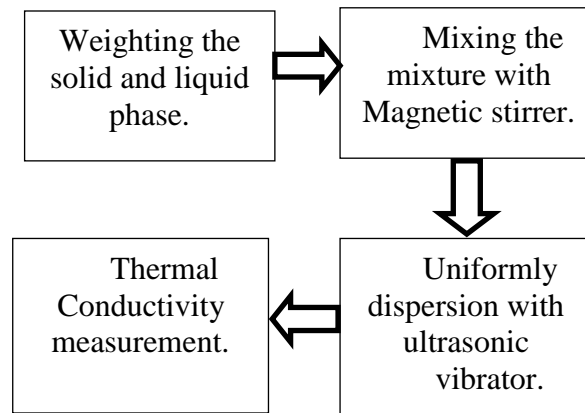 Weighting the
solid and liquid
phase.
Mixing the
mixture with
Magnetic stirrer.
Uniformly
dispersion with
ultrasonic
vibrator.
Thermal
Conductivity
measurement.